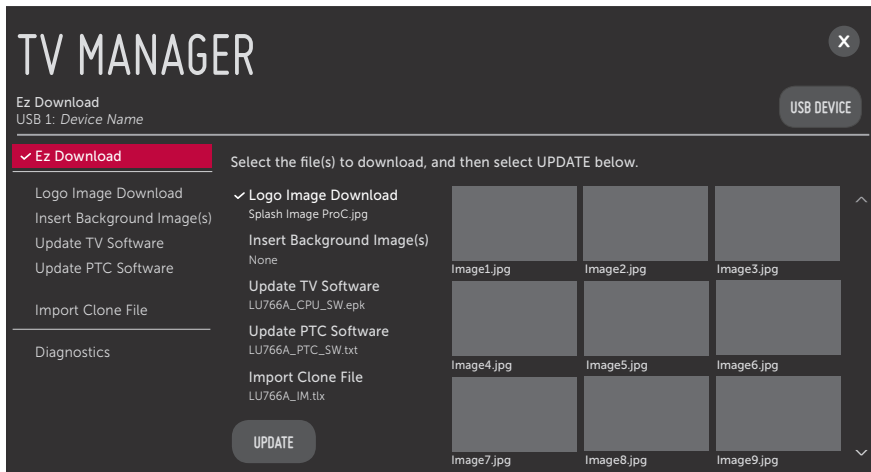 TV MANAGER
X
Ez Download
USB 1: Device Name
USB DEVICE
Ez Download
Logo Image Download
Insert Background Image(s)
Update TV Software
Update PTC Software
Import Clone File
Diagnostics
Select the file(s) to download, and then select UPDATE below.
Logo Image Download
Splash Image ProC.jpg
Insert Background Image(s)
None
Update TV Software
LU766A_CPU_SW.epk
Update PTC Software
LU766A_PTC_SW.txt
Import Clone File
LU766A_IM.tlx
UPDATE
Image1.jpg
Image2.jpg
Image3.jpg
Image4.jpg
Image5.jpg
Image6.jpg
Image7.jpg
Image8.jpg
Image9.jpg